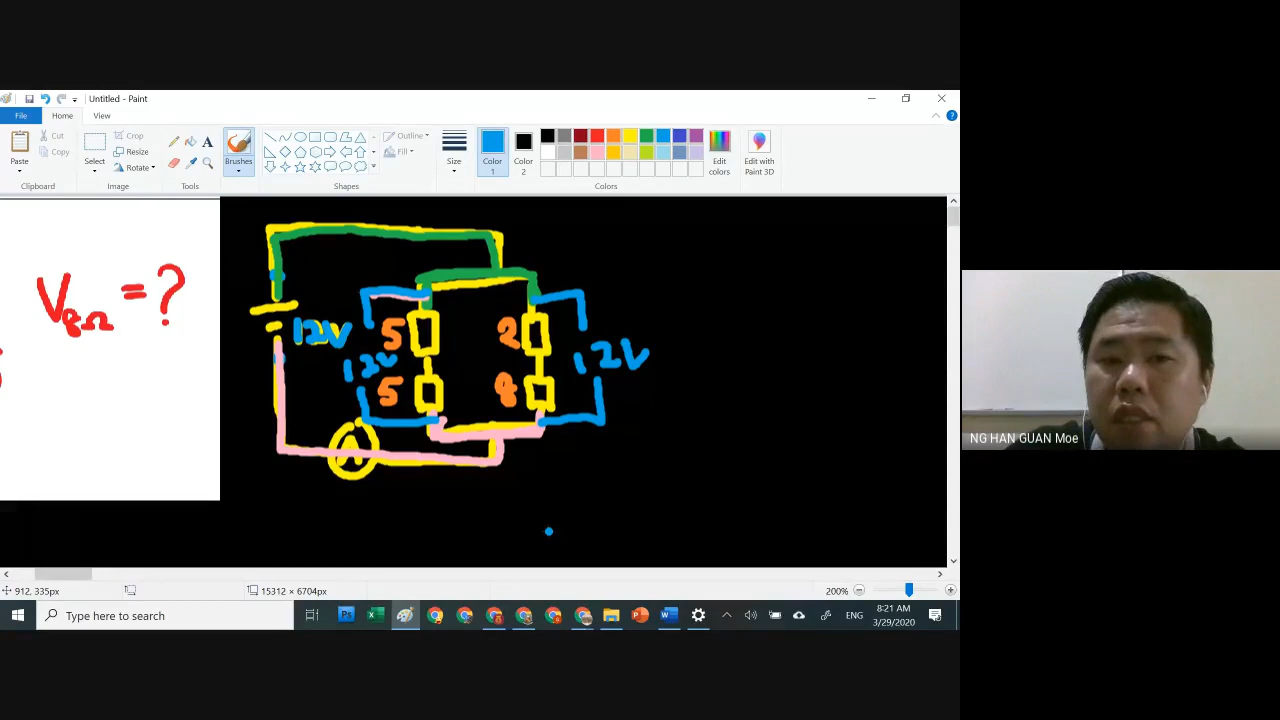 Untitled - Paint
File
Home
View
Paste
Cut
Copy
Clipboard
Select
Crop
Resize
Rotate
Image
Tools
Brushes
Shapes
Outline
Fill
Size
Color
1
Color
2
Edit
colors
Colors
Edit with
Paint 3D
V8Ω = ?
12V
5
2
12V
12V
5
8
A
NG HAN GUAN Moe
912, 335px
15312 × 6704px
200%
Type here to search
Ps
ENG
8:21 AM
3/29/2020